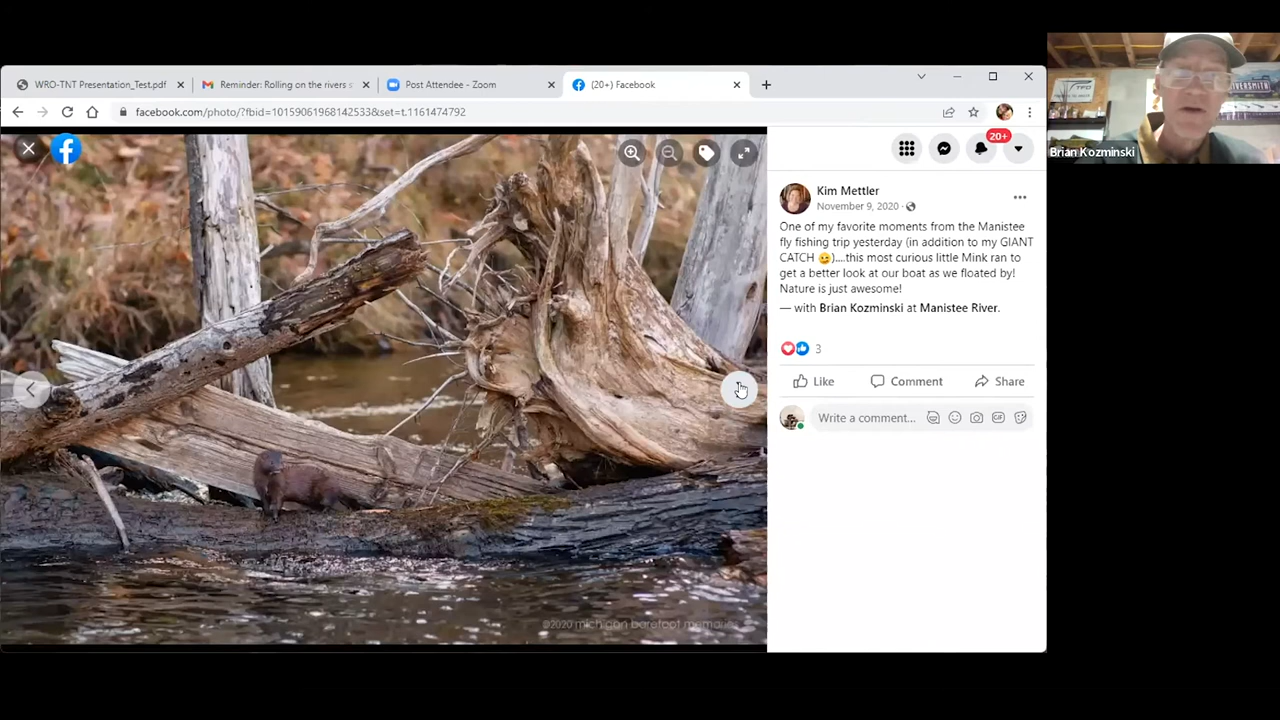 WRO-TNT Presentation_Test.pdf
Reminder: Rolling on the rivers s
Post Attendee - Zoom
(20+) Facebook
facebook.com/photo/?fbid=10159061968142533&set=t.1161474792
TFO
RIVERSMITH
Brian Kozminski
20+
Kim Mettler
November 9, 2020 ·
One of my favorite moments from the Manistee
fly fishing trip yesterday (in addition to my GIANT
CATCH 😉)....this most curious little Mink ran to
get a better look at our boat as we floated by!
Nature is just awesome!
— with Brian Kozminski at Manistee River.
3
Like Comment Share
Write a comment...
GIF
©2020 michigan barefoot memories